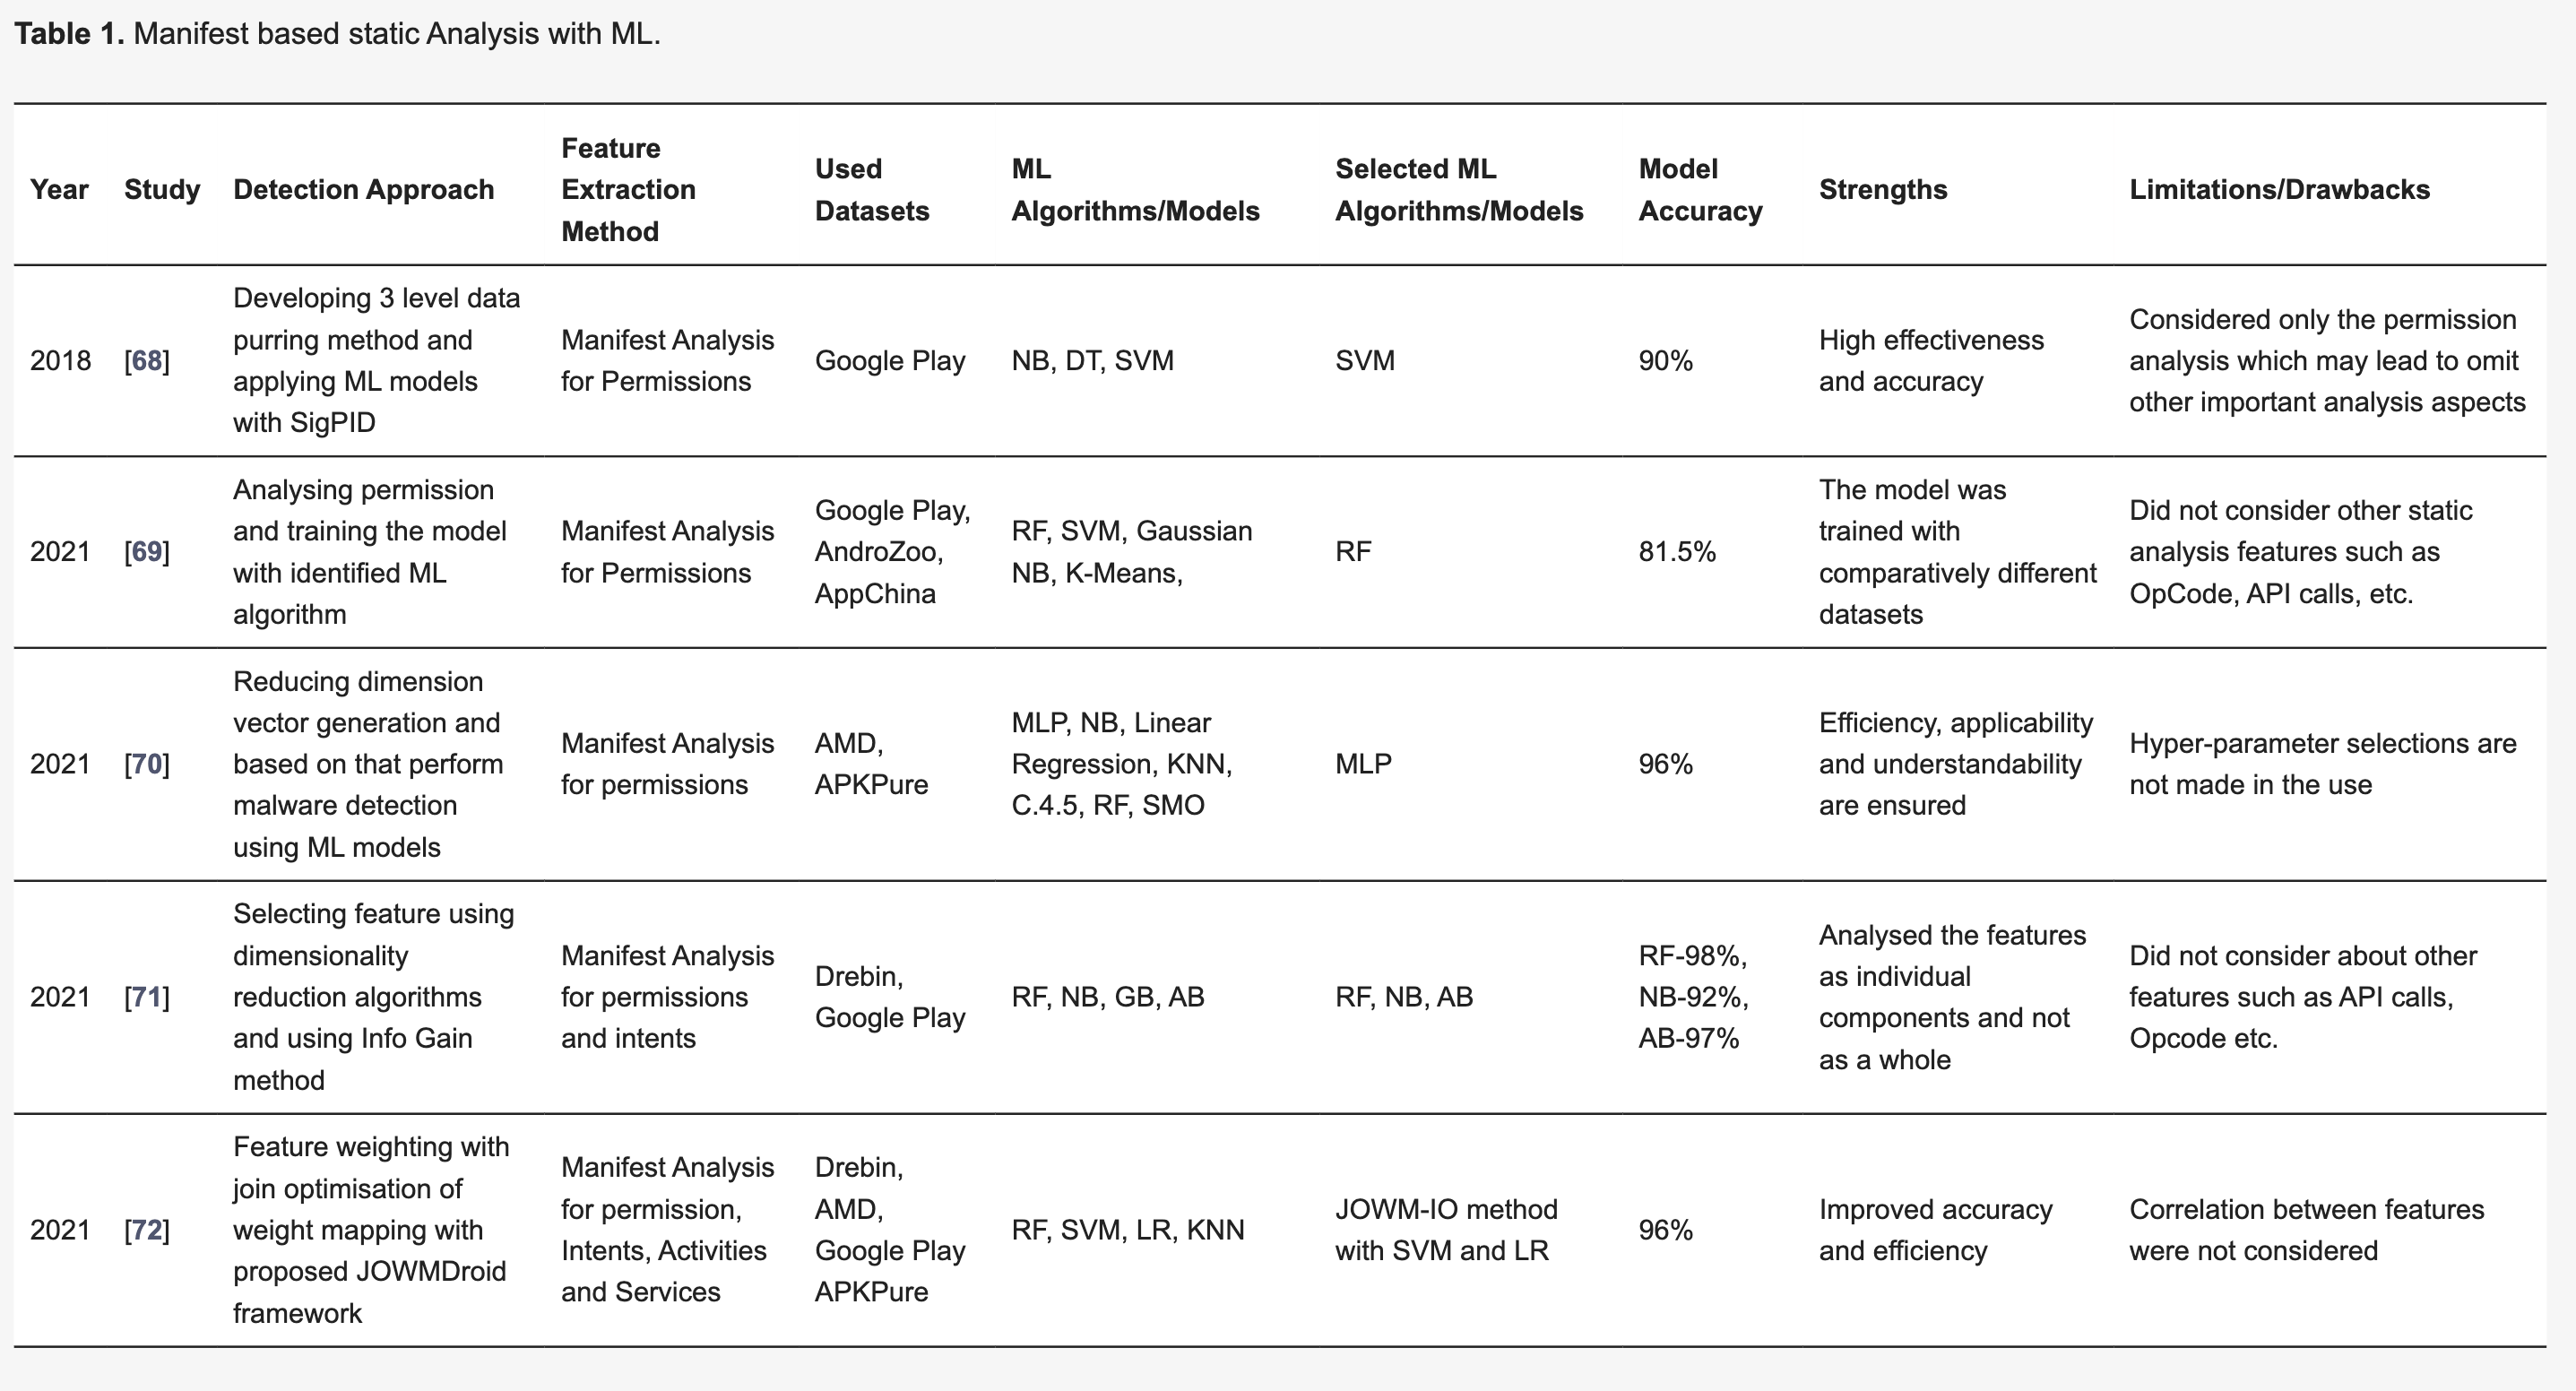 Table 1. Manifest based static Analysis with ML.
Year
Study
Detection Approach
Feature
Extraction
Method
Used
Datasets
ML
Algorithms/Models
Selected ML
Algorithms/Models
Model
Accuracy
Strengths
Limitations/Drawbacks
2018
[68]
Developing 3 level data
purring method and
applying ML models
with SigPID
Manifest Analysis
for Permissions
Google Play
NB, DT, SVM
SVM
90%
High effectiveness
and accuracy
Considered only the permission
analysis which may lead to omit
other important analysis aspects
2021
[69]
Analysing permission
and training the model
with identified ML
algorithm
Manifest Analysis
for Permissions
Google Play,
AndroZoo,
AppChina
RF, SVM, Gaussian
NB, K-Means,
RF
81.5%
The model was
trained with
comparatively different
datasets
Did not consider other static
analysis features such as
OpCode, API calls, etc.
2021
[70]
Reducing dimension
vector generation and
based on that perform
malware detection
using ML models
Manifest Analysis
for permissions
AMD,
APKPure
MLP, NB, Linear
Regression, KNN,
C.4.5, RF, SMO
MLP
96%
Efficiency, applicability
and understandability
are ensured
Hyper-parameter selections are
not made in the use
2021
[71]
Selecting feature using
dimensionality
reduction algorithms
and using Info Gain
method
Manifest Analysis
for permissions
and intents
Drebin,
Google Play
RF, NB, GB, AB
RF, NB, AB
RF-98%,
NB-92%,
AB-97%
Analysed the features
as individual
components and not
as a whole
Did not consider about other
features such as API calls,
Opcode etc.
2021
[72]
Feature weighting with
join optimisation of
weight mapping with
proposed JOWMDroid
framework
Manifest Analysis
for permission,
Intents, Activities
and Services
Drebin,
AMD,
Google Play
APKPure
RF, SVM, LR, KNN
JOWM-IO method
with SVM and LR
96%
Improved accuracy
and efficiency
Correlation between features
were not considered